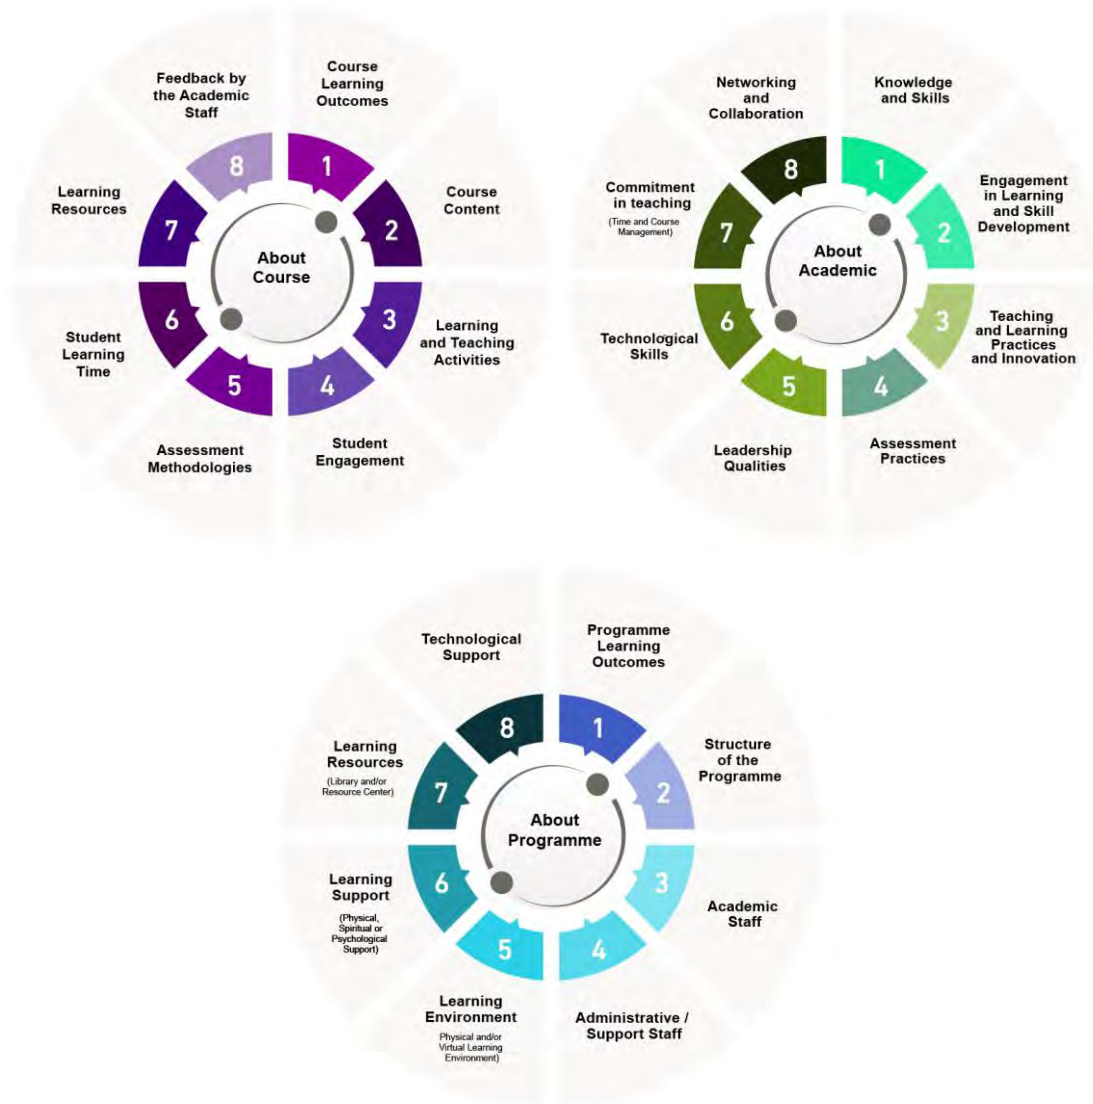 About
Course
1
Course
Learning
Outcomes
2
Course
Content
3
Learning
and Teaching
Activities
4
Student
Engagement
5
Assessment
Methodologies
6
Student
Learning
Time
7
Learning
Resources
8
Feedback by
the Academic
Staff
About
Academic
1
Knowledge
and Skills
2
Engagement
in Learning
and Skill
Development
3
Teaching
and Learning
Practices
and Innovation
4
Assessment
Practices
5
Leadership
Qualities
6
Technological
Skills
7
Commitment
in teaching
(Time and Course
Management)
8
Networking
and
Collaboration
About
Programme
1
Programme
Learning
Outcomes
2
Structure
of the
Programme
3
Academic
Staff
4
Administrative /
Support Staff
5
Learning
Environment
Physical and/or
Virtual Learning
Environment)
6
Learning
Support
(Physical,
Spiritual or
Psychological
Support)
7
Learning
Resources
(Library and/or
Resource Center)
8
Technological
Support